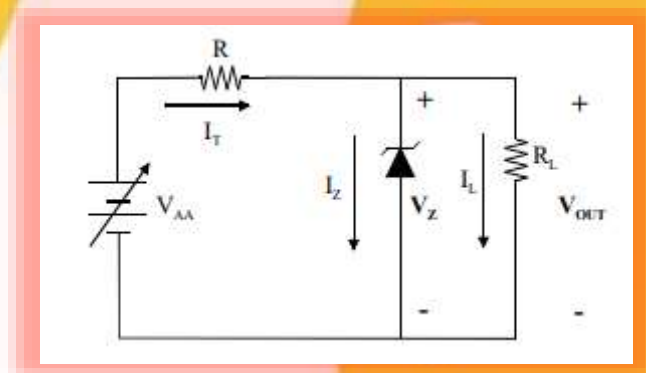 R
+
+
I_T
I_Z
I_L
R_L
V_AA
V_Z
V_OUT
-
-